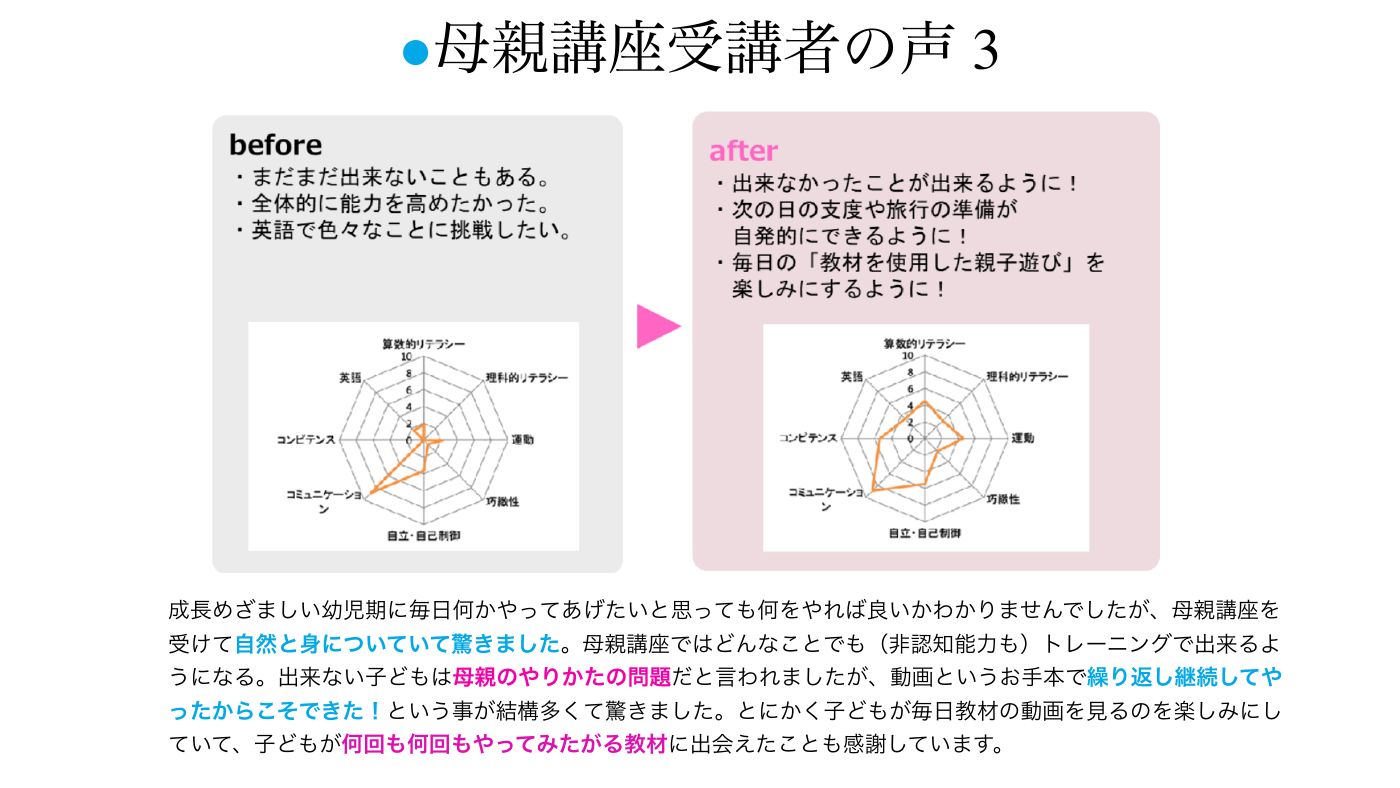 ●母親講座受講者の声 3
before
・まだまだ出来ないこともある。
・全体的に能力を高めたかった。
・英語で色々なことに挑戦したい。
算数的リテラシー
10
英語
8
理科的リテラシー
6
4
2
コンピテンス
0
運動
コミュニケーショ
ン
巧緻性
自立・自己制御
after
・出来なかったことが出来るように！
・次の日の支度や旅行の準備が
自発的にできるように！
・毎日の「教材を使用した親子遊び」を
楽しみにするように！
算数的リテラシー
10
英語
8
理科的リテラシー
6
4
2
コンピテンス
0
運動
コミュニケーショ
ン
巧緻性
自立・自己制御
成長めざましい幼児期に毎日何かやってあげたいと思っても何をやれば良いかわかりませんでしたが、母親講座を
受けて自然と身についていて驚きました。母親講座ではどんなことでも（非認知能力も）トレーニングで出来るよ
うになる。出来ない子どもは母親のやりかたの問題だと言われましたが、動画というお手本で繰り返し継続してや
ったからこそできた！という事が結構多くて驚きました。とにかく子どもが毎日教材の動画を見るのを楽しみにし
ていて、子どもが何回も何回もやってみたがる教材に出会えたことも感謝しています。